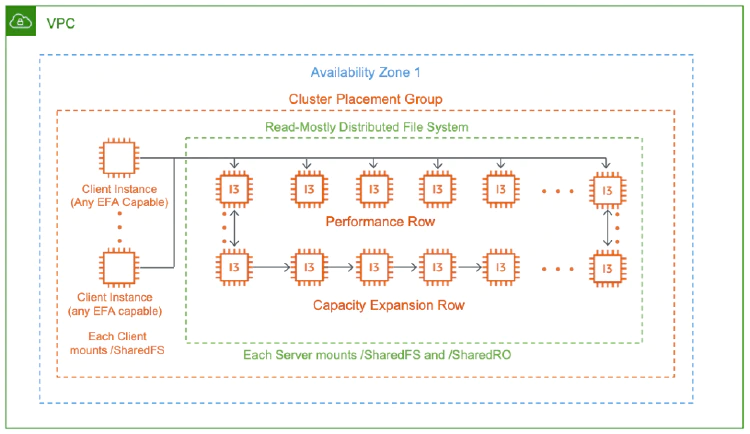 VPC
Availability Zone 1
Cluster Placement Group
Read-Mostly Distributed File System
Client Instance
(Any EFA Capable)
I3 I3 I3 I3 I3 I3
Performance Row
I3 I3 I3 I3 I3 I3
Client Instance
(any EFA capable)
Capacity Expansion Row
Each Client
mounts /SharedFS
Each Server mounts /SharedFS and /SharedRO